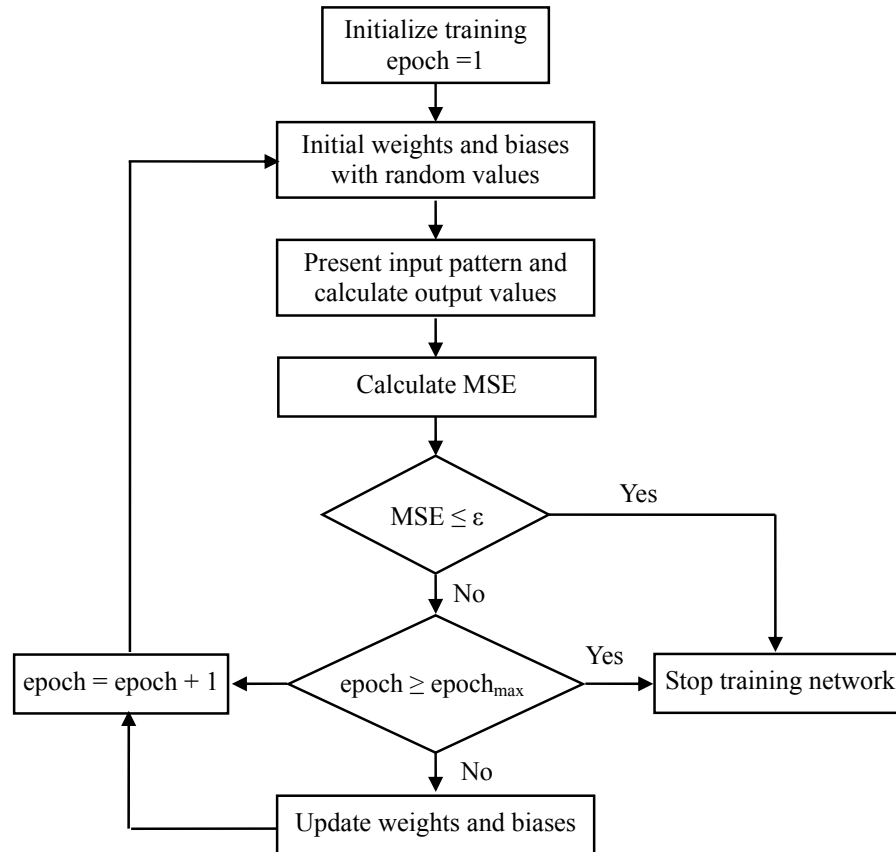 Initialize training
epoch =1
Initial weights and biases
with random values
Present input pattern and
calculate output values
Calculate MSE
MSE ≤ ε
Yes
No
epoch = epoch + 1
epoch ≥ epochmax
Yes
Stop training network
No
Update weights and biases